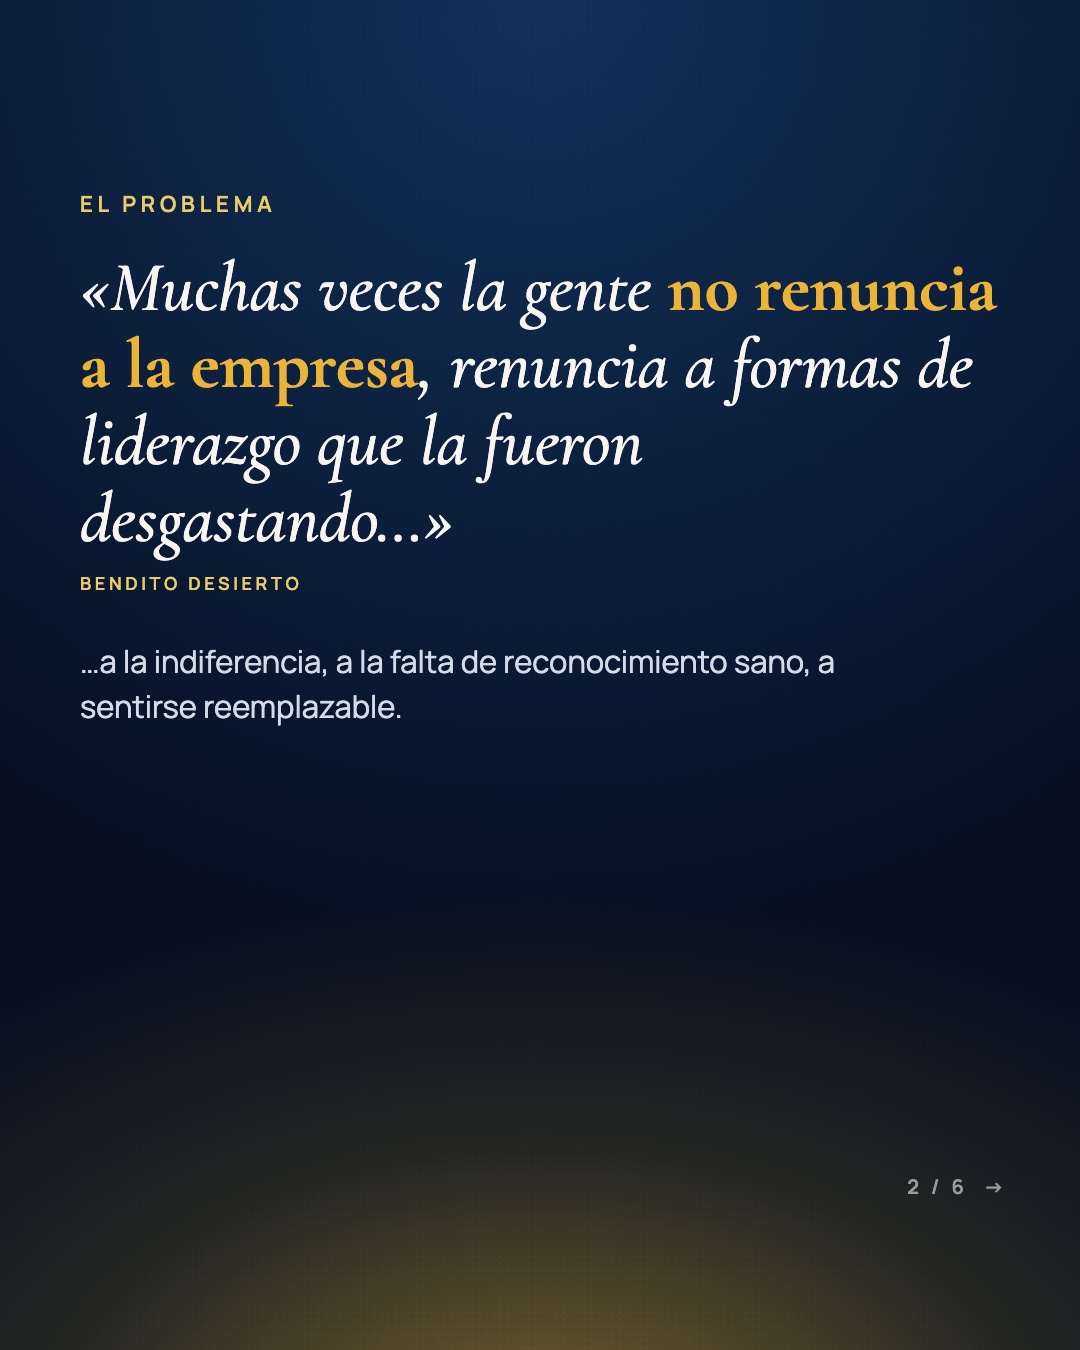 EL PROBLEMA
«Muchas veces la gente no renuncia
a la empresa, renuncia a formas de
liderazgo que la fueron
desgastando...»
BENDITO DESIERTO
...a la indiferencia, a la falta de reconocimiento sano, a
sentirse reemplazable.
2 / 6 →